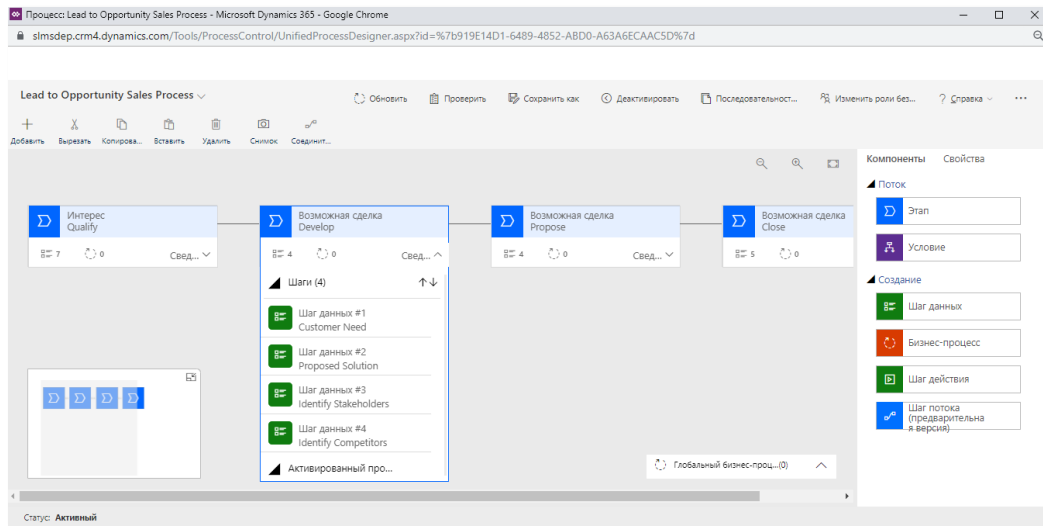 Процесс: Lead to Opportunity Sales Process - Microsoft Dynamics 365 - Google Chrome
slmsdep.crm4.dynamics.com/Tools/ProcessControl/UnifiedProcessDesigner.aspx?id=%7b919E14D1-6489-4852-ABD0-A63A6ECAAC5D%7d
Lead to Opportunity Sales Process
Обновить
Проверить
Сохранить как
Деактивировать
Последовательност...
Изменить роли без...
? Справка
...
Добавить
Вырезать
Копирова...
Вставить
Удалить
Снимок
Соединит...
Компоненты
Свойства
Интерес
Qualify
7
0
Свед...
Возможная сделка
Develop
4
0
Свед...
Шаги (4)
Шаг данных #1
Customer Need
Шаг данных #2
Proposed Solution
Шаг данных #3
Identify Stakeholders
Шаг данных #4
Identify Competitors
Активированный про...
Возможная сделка
Propose
4
0
Свед...
Возможная сделка
Close
5
0
Поток
Этап
Условие
Создание
Шаг данных
Бизнес-процесс
Шаг действия
Шаг потока
(предварительна
я версия)
Глобальный бизнес-проц...(0)
Статус: Активный